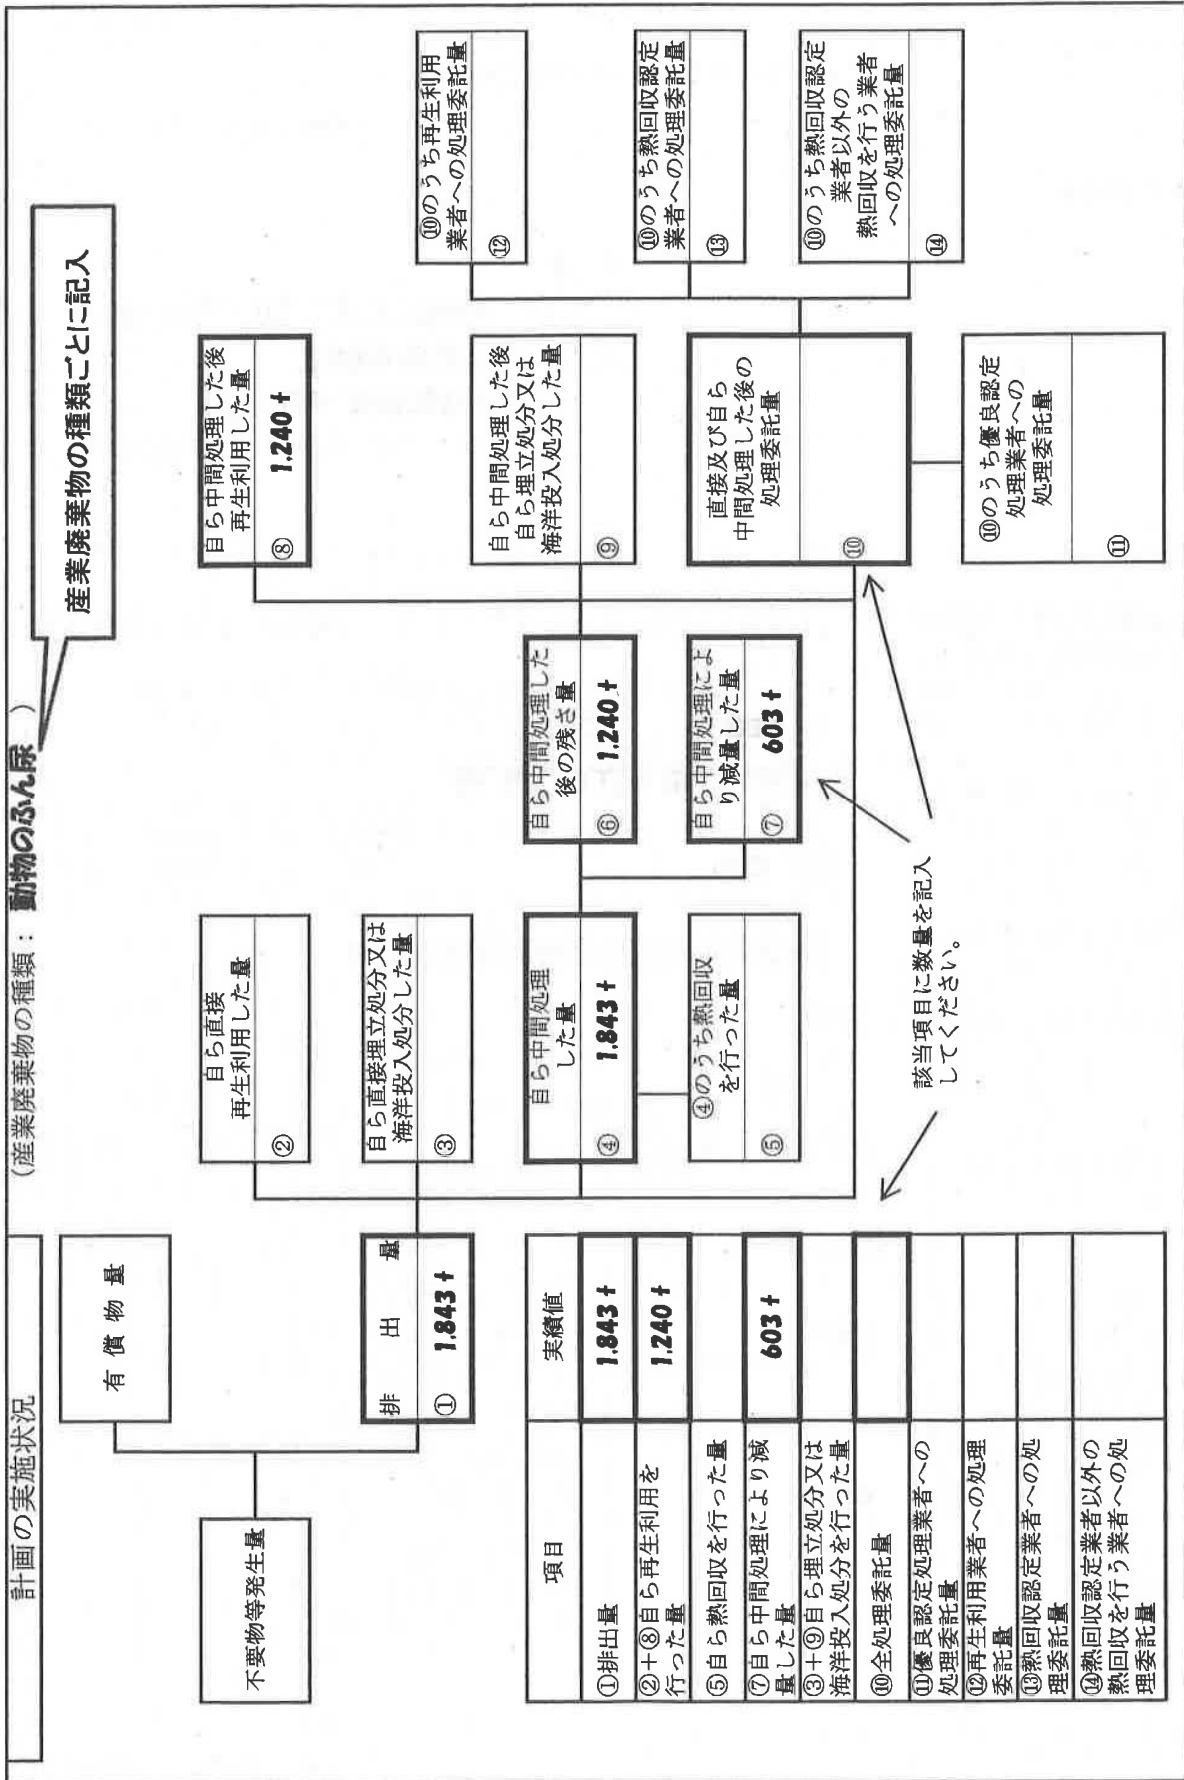 計画の実施状況
(産業廃棄物の種類： 動物のふん尿 )
産業廃棄物の種類ごとに記入
不要物等発生量
有 償 物 量
排 出 量
① 1.843 t
自ら直接
再生利用した量
②
自ら直接埋立処分又は
海洋投入処分した量
③
自ら中間処理
した量
④ 1.843 t
④のうち熱回収
を行った量
⑤
自ら中間処理した
後の残さ量
⑥ 1.240 t
自ら中間処理によ
り減量した量
⑦ 603 t
自ら中間処理した後
再生利用した量
⑧ 1.240 t
自ら中間処理した後
自ら埋立処分又は
海洋投入処分した量
⑨
直接及び自ら
中間処理した後の
処理委託量
⑩
⑩のうち優良認定
処理業者への
処理委託量
⑪
⑩のうち再生利用
業者への処理委託量
⑫
⑩のうち熱回収認定
業者への処理委託量
⑬
⑩のうち熱回収認定
業者以外の
熱回収を行う業者
への処理委託量
⑭
該当項目に数量を記入
してください。
項目 実績値
①排出量 1.843 t
②＋⑧自ら再生利用を
行った量 1.240 t
⑤自ら熱回収を行った量
⑦自ら中間処理により減
量した量 603 t
③＋⑨自ら埋立処分又は
海洋投入処分を行った量
⑩全処理委託量
⑪優良認定処理業者への
処理委託量
⑫再生利用業者への処理
委託量
⑬熱回収認定業者への処
理委託量
⑭熱回収認定業者以外の
熱回収を行う業者への処
理委託量